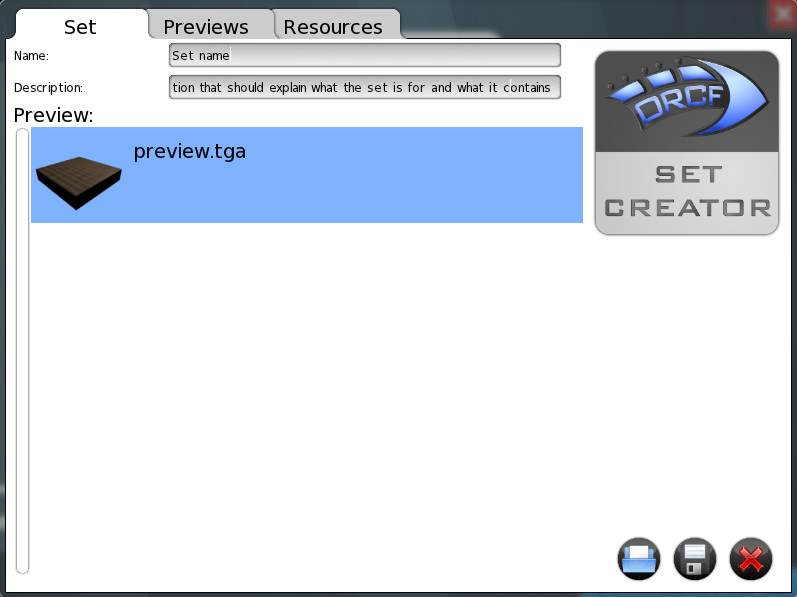 Set Previews Resources
Name: Set name
Description: tion that should explain what the set is for and what it contains
Preview:
preview.tga
ORCF
SET
CREATOR